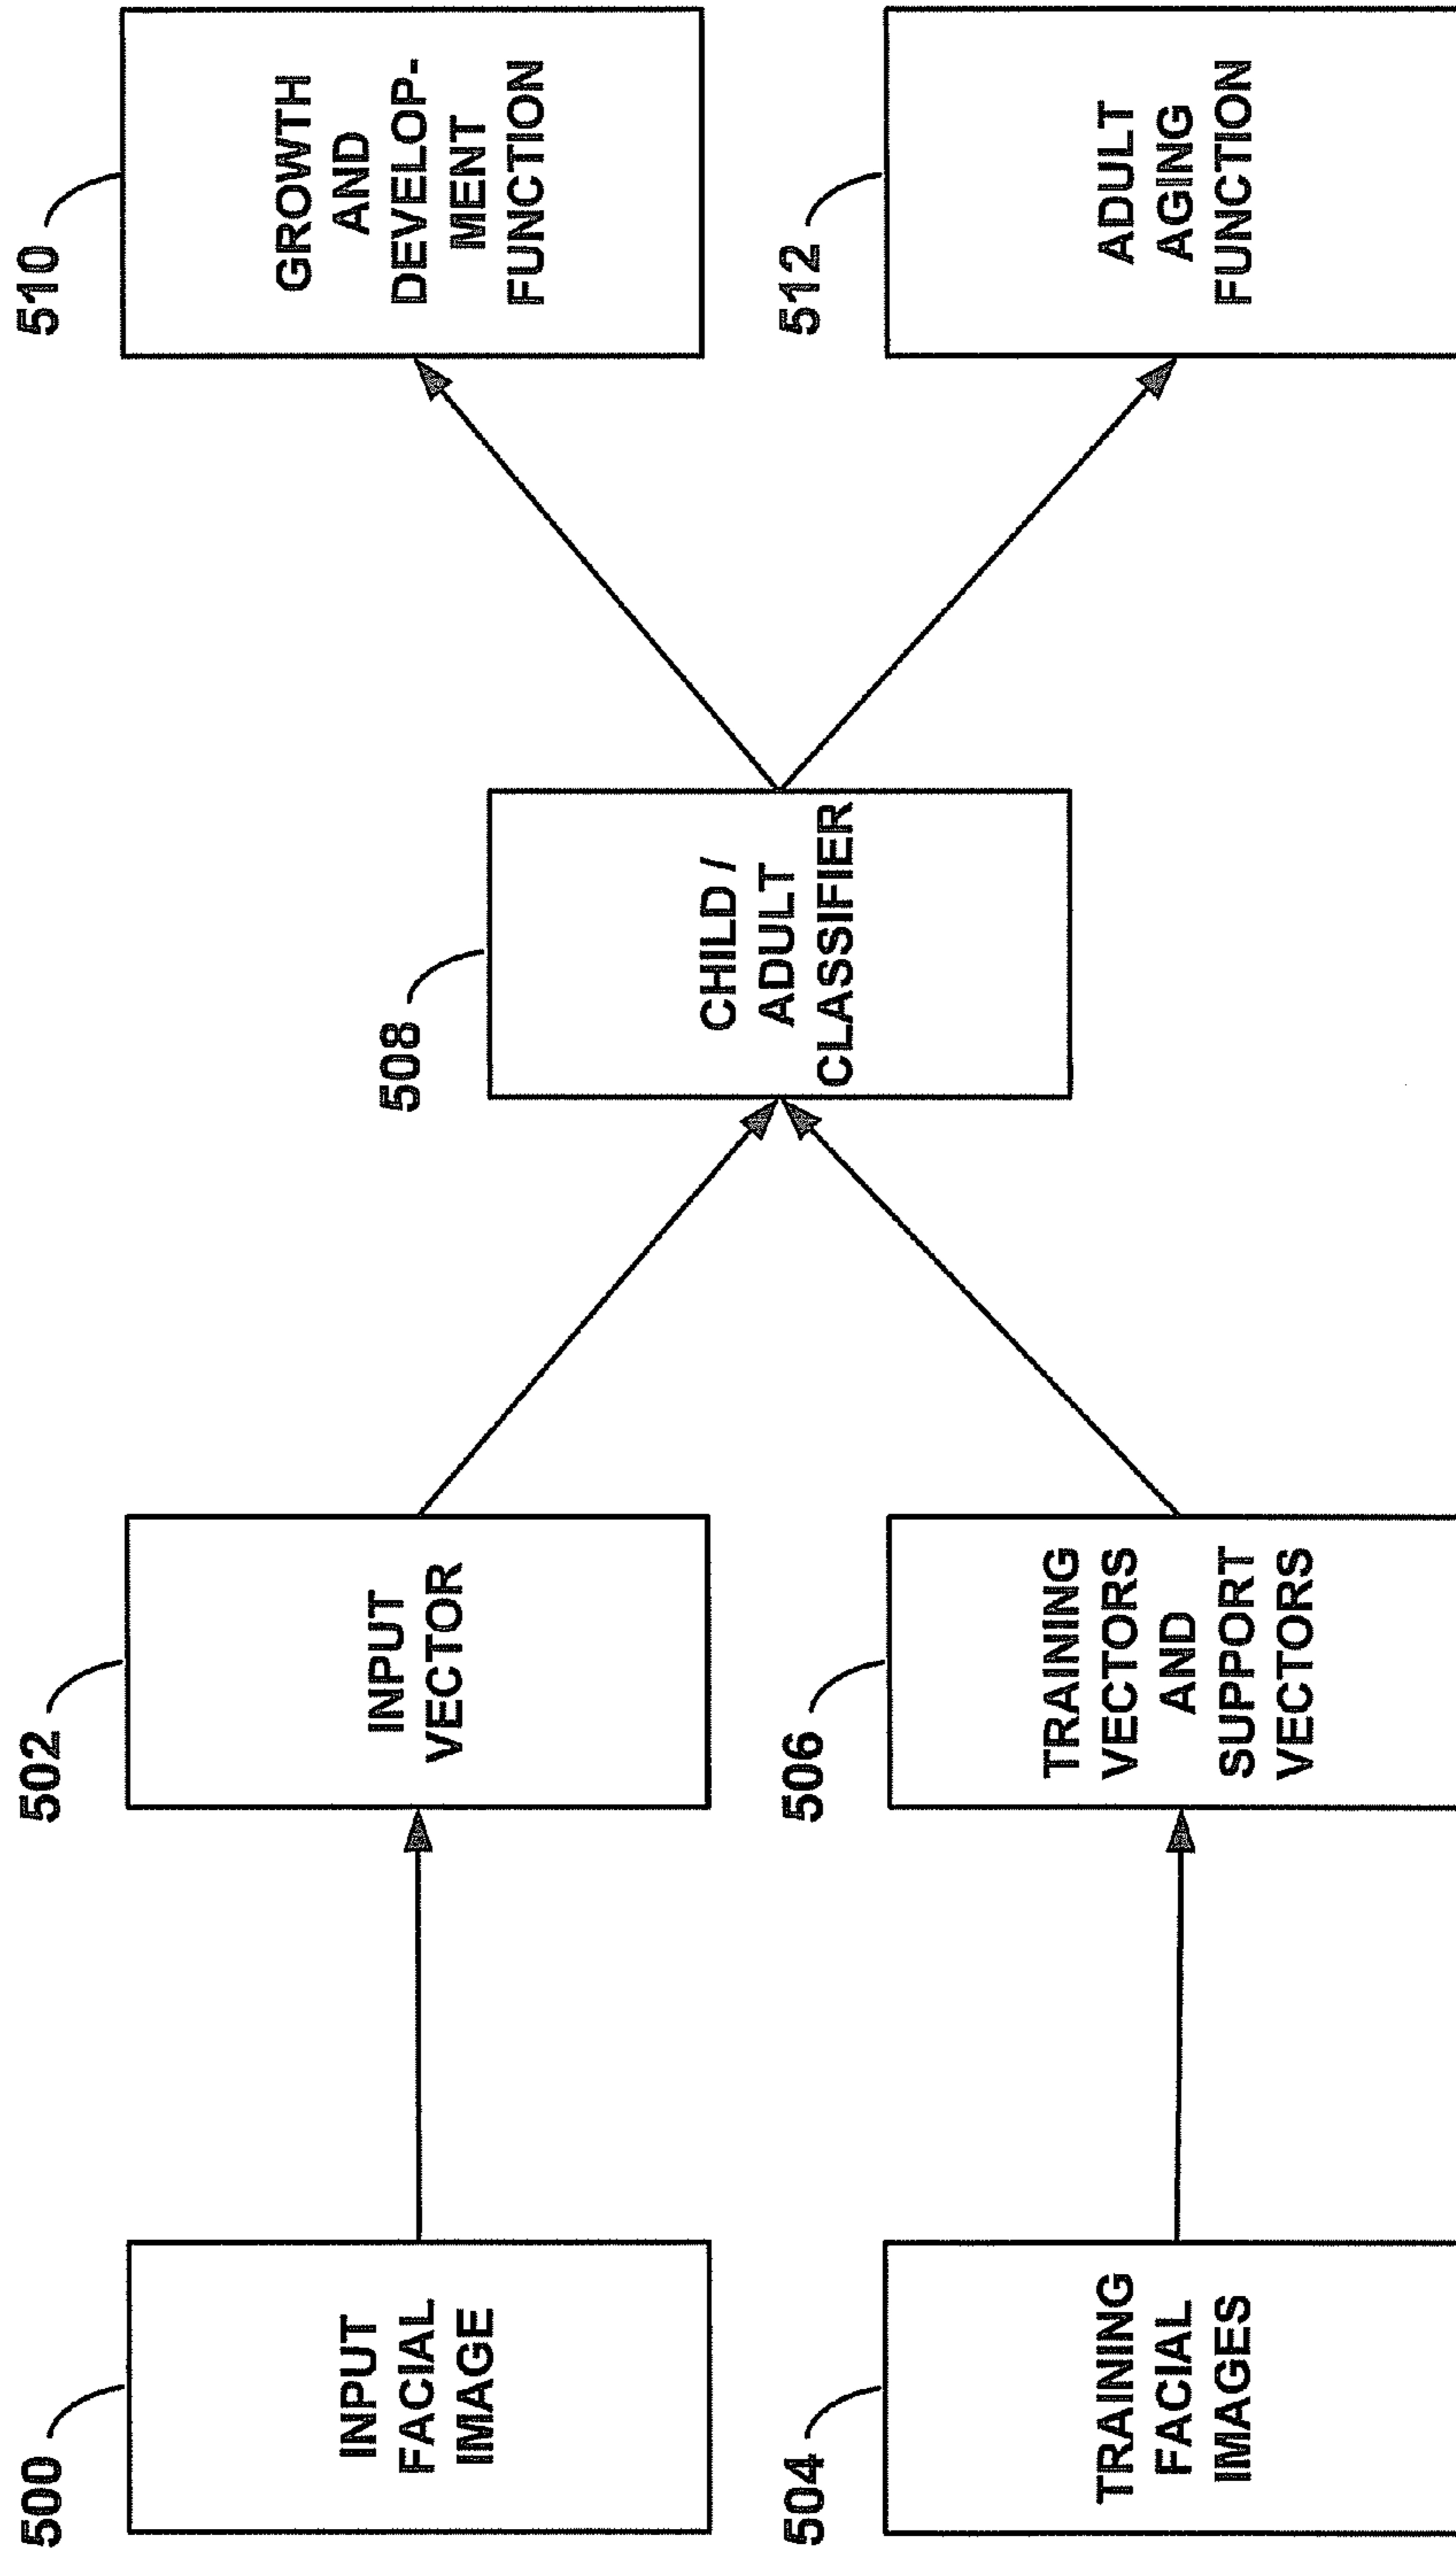 500
INPUT
FACIAL
IMAGE
502
INPUT
VECTOR
504
TRAINING
FACIAL
IMAGES
506
TRAINING
VECTORS
AND
SUPPORT
VECTORS
508
CHILD /
ADULT
CLASSIFIER
510
GROWTH
AND
DEVELOP-
MENT
FUNCTION
512
ADULT
AGING
FUNCTION